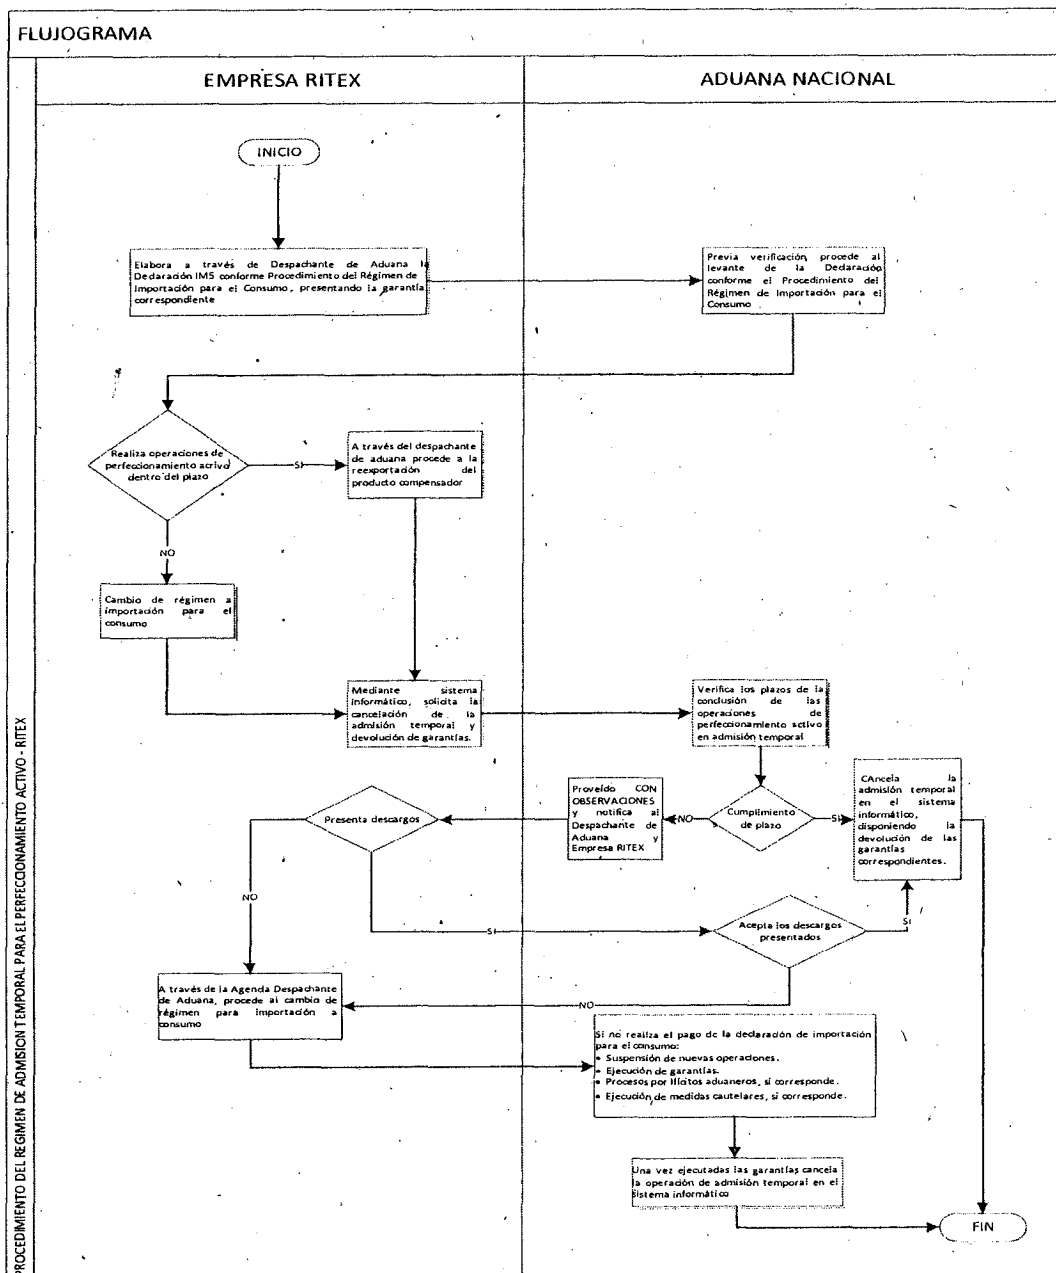 FLUJOGRAMA
EMPRESA RITEX
ADUANA NACIONAL
INICIO
Elabora a través de Despachante de Aduana la
Declaración IM5 conforme Procedimiento del Régimen de
Importación para el Consumo, presentando la garantía
correspondiente
Previa verificación, procede al
levante de la Declaración
conforme el Procedimiento del
Régimen de Importación para el
Consumo
Realiza operaciones de
perfeccionamiento activo
dentro del plazo
SI
A través del despachante
de aduana procede a la
reexportación del
producto compensador
NO
Cambio de régimen a
importación para el
consumo
Mediante sistema
informático, solicita la
cancelación de la
admisión temporal y
devolución de garantías.
Verifica los plazos de la
conclusión de las
operaciones de
perfeccionamiento activo
en admisión temporal
Cumplimiento
de plazo
SI
CAncela la
admisión temporal
en el sistema
informático,
disponiendo la
devolución de las
garantías
correspondientes.
NO
Proveído CON
OBSERVACIONES
y notifica al
Despachante de
Aduana y
Empresa RITEX
Presenta descargos
NO
SI
Acepta los descargos
presentados
SI
NO
A través de la Agenda Despachante
de Aduana, procede al cambio de
régimen para importación a
consumo
Si no realiza el pago de la declaración de importación
para el consumo:
• Suspensión de nuevas operaciones.
• Ejecución de garantías.
• Procesos por ilícitos aduaneros, si corresponde.
• Ejecución de medidas cautelares, si corresponde.
Una vez ejecutadas las garantías cancela
la operación de admisión temporal en el
sistema informático
FIN
PROCEDIMIENTO DEL REGIMEN DE ADMISION TEMPORAL PARA EL PERFECCIONAMIENTO ACTIVO - RITEX